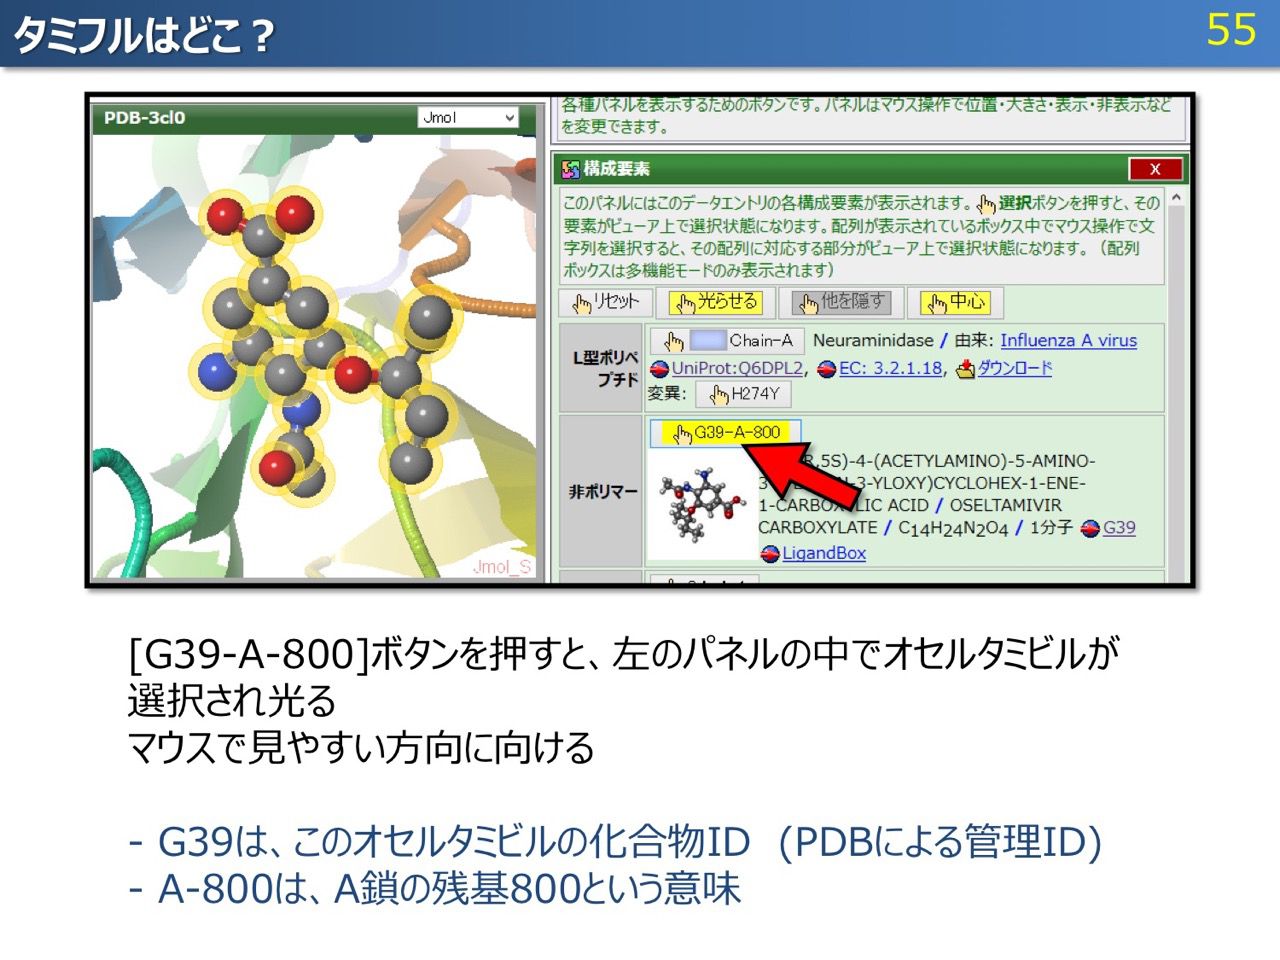 タミフルはどこ？
55
PDB-3cl0
Jmol
Jmol_S
各種パネルを表示するためのボタンです。パネルはマウス操作で位置・大きさ・表示・非表示など
を変更できます。
構成要素
X
このパネルにはこのデータエントリの各構成要素が表示されます。選択ボタンを押すと、その
要素がビューア上で選択状態になります。配列が表示されているボックス中でマウス操作で文
字列を選択すると、その配列に対応する部分がビューア上で選択状態になります。（配列
ボックスは多機能モードのみ表示されます）
リセット 光らせる 他を隠す 中心
L型ポリペ
プチド
Chain-A Neuraminidase / 由来: Influenza A virus
UniProt:Q6DPL2, EC: 3.2.1.18, ダウンロード
変異: H274Y
非ポリマー
G39-A-800
R,5S)-4-(ACETYLAMINO)-5-AMINO-
-3-YLOXY)CYCLOHEX-1-ENE-
1-CARBOXYLIC ACID / OSELTAMIVIR
CARBOXYLATE / C14H24N2O4 / 1分子 G39
LigandBox
[G39-A-800]ボタンを押すと、左のパネルの中でオセルタミビルが
選択され光る
マウスで見やすい方向に向ける
- G39は、このオセルタミビルの化合物ID (PDBによる管理ID)
- A-800は、A鎖の残基800という意味